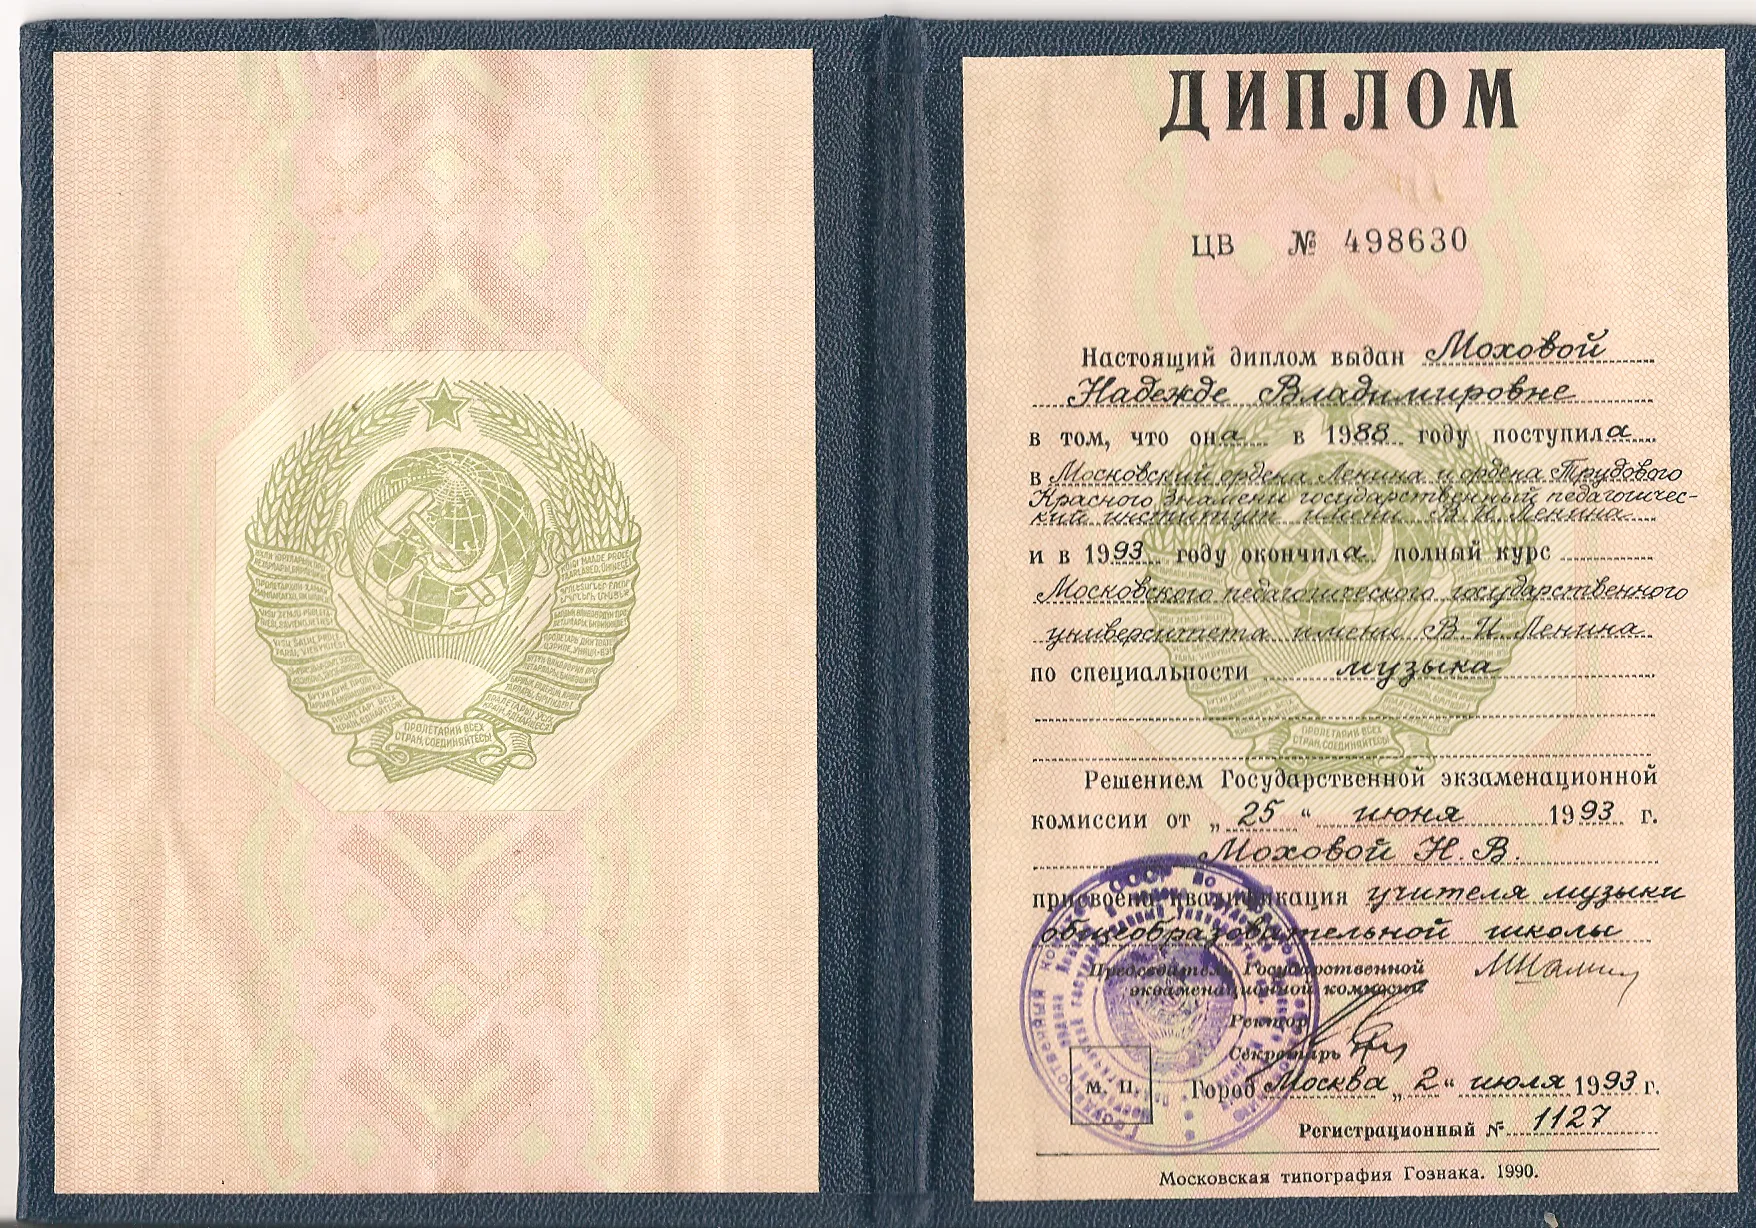 ПРОЛЕТАРИИ ВСЕХ
СТРАН, СОЕДИНЯЙТЕСЬ!
ДИПЛОМ
ЦВ № 498630
Настоящий диплом выдан Моховой
Надежде Владимировне
в том, что она в 1988 году поступила
в Московский ордена Ленина и ордена Трудового
Красного Знамени государственный педагогичес-
кий институт имени В.И.Ленина
и в 1993 году окончила полный курс
Московского педагогического государственного
университета имени В.И.Ленина
по специальности музыка
ПРОЛЕТАРИИ ВСЕХ
СТРАН, СОЕДИНЯЙТЕСЬ!
Решением Государственной экзаменационной
комиссии от „25“ июня 1993 г.
Моховой Н.В.
присвоена квалификация учителя музыки
общеобразовательной школы
Председатель Государственной
экзаменационной комиссии
Ректор
Секретарь
М. П. Город Москва „2“ июля 1993 г.
Регистрационный № 1127
Московская типография Гознака. 1990.